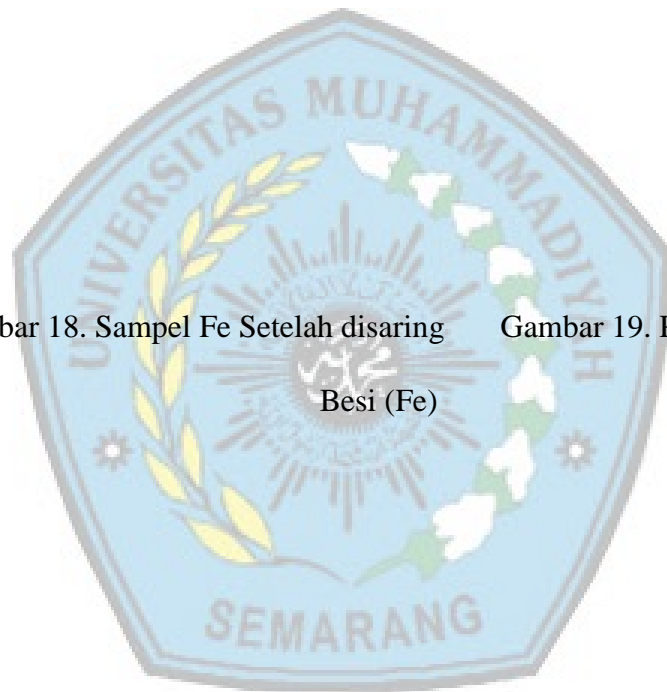 UNIVERSITAS MUHAMMADIYAH
bar 18. Sampel Fe Setelah disaring Gambar 19.
Besi (Fe)
SEMARANG